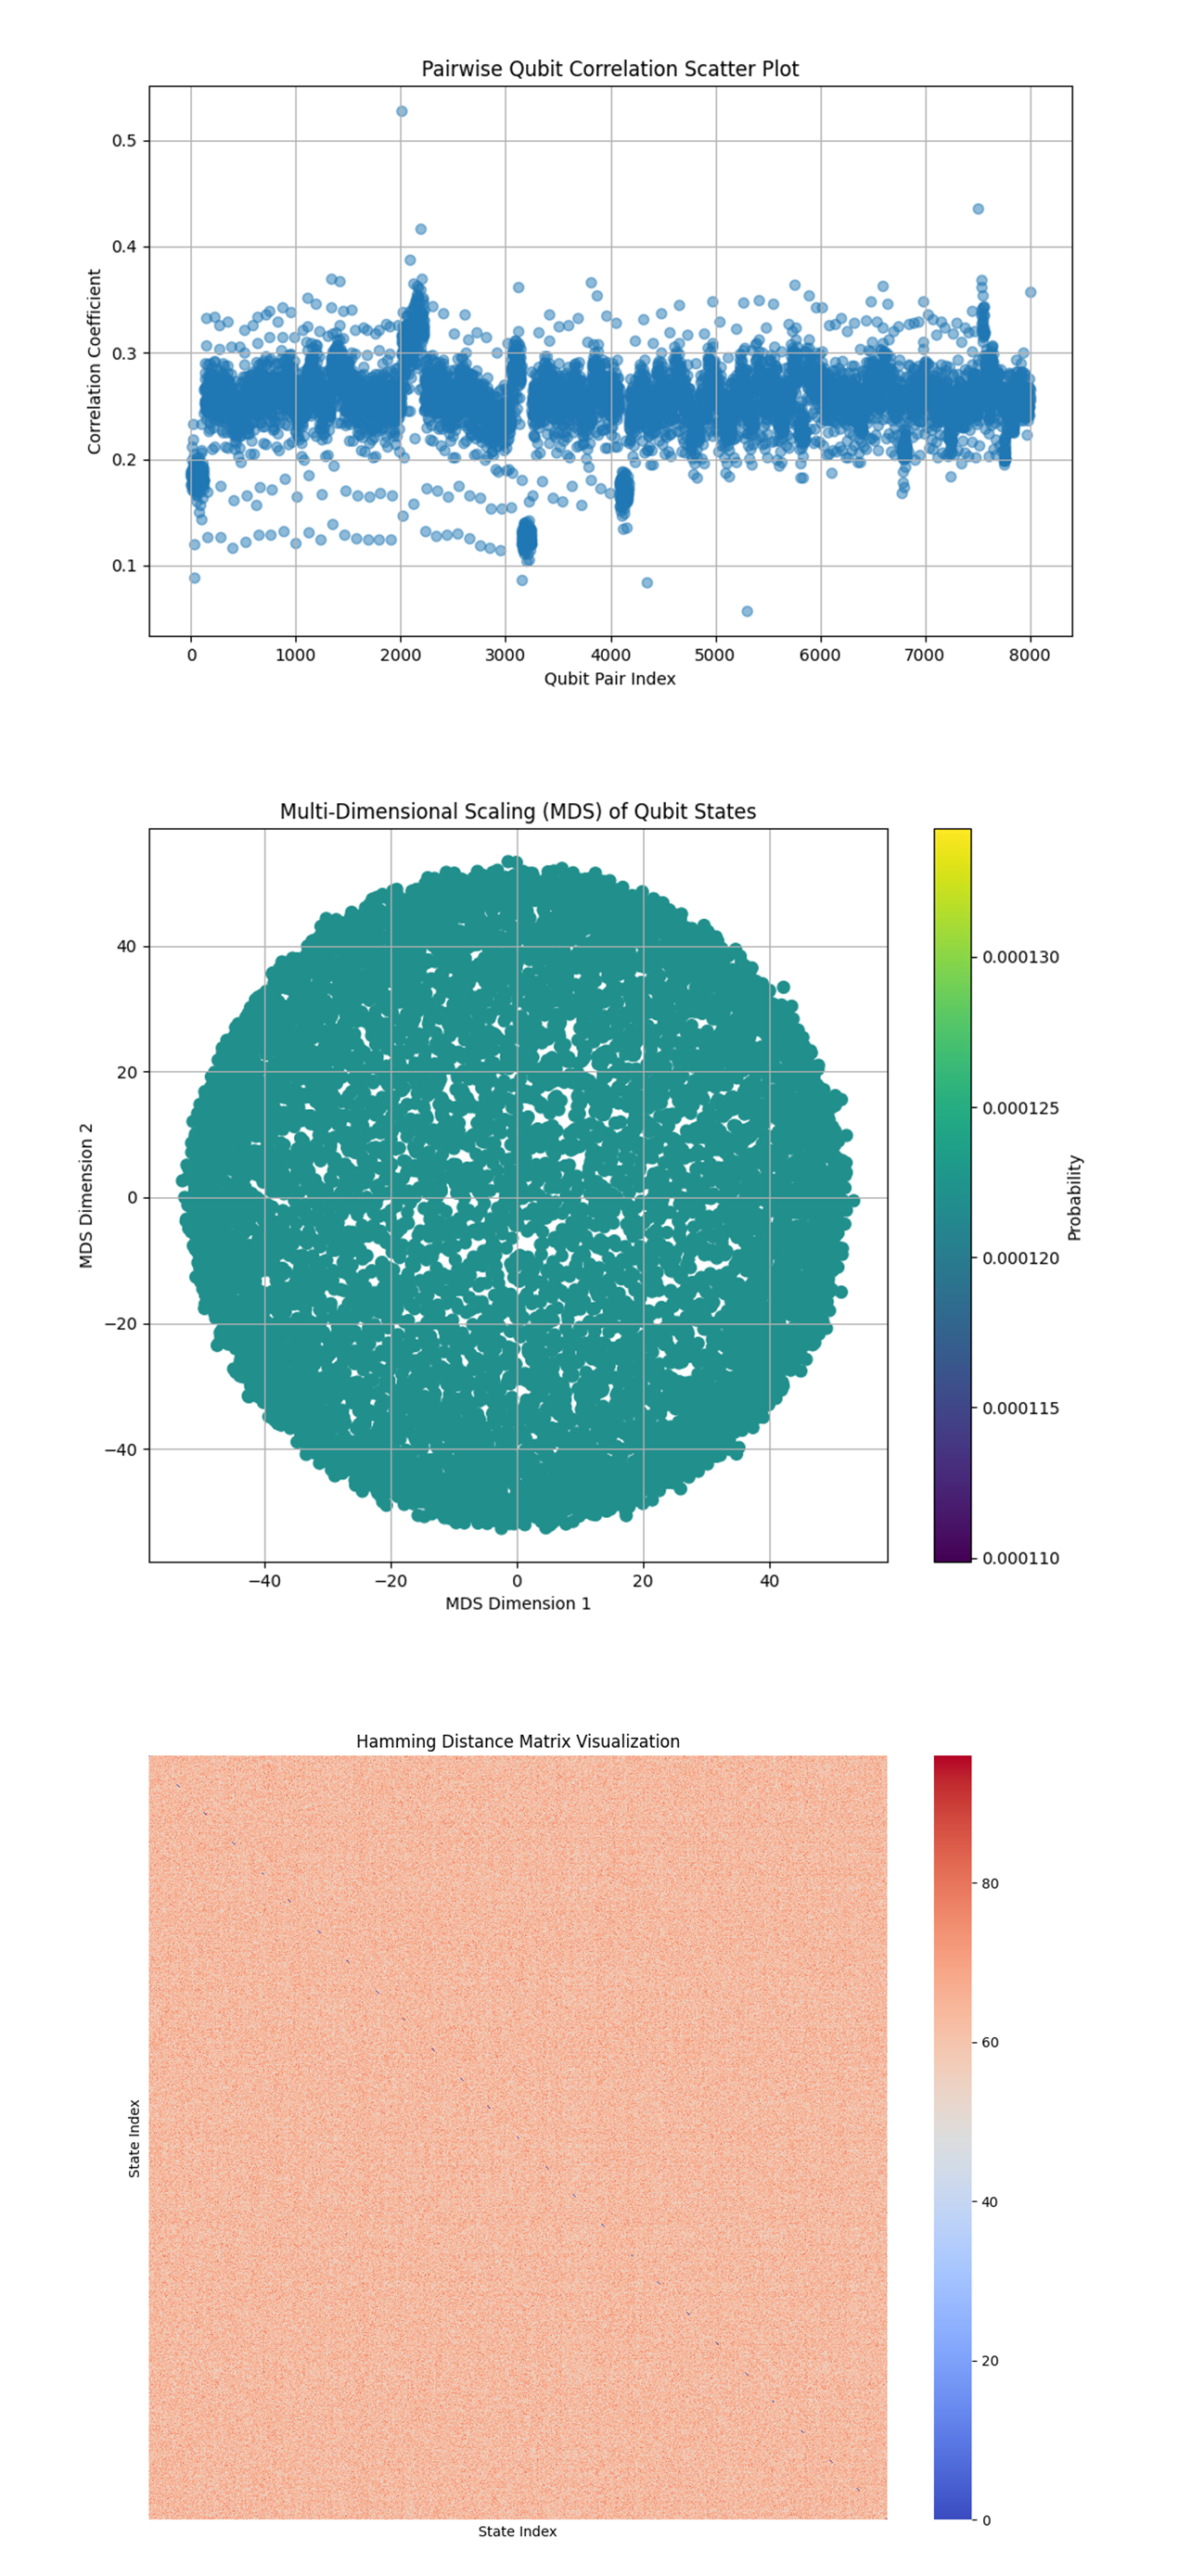 Pairwise Qubit Correlation Scatter Plot
Correlation Coefficient
0.5
0.4
0.3
0.2
0.1
0 1000 2000 3000 4000 5000 6000 7000 8000
Qubit Pair Index
Multi-Dimensional Scaling (MDS) of Qubit States
MDS Dimension 2
40
20
0
−20
−40
−40 −20 0 20 40
MDS Dimension 1
0.000130
0.000125
0.000120
0.000115
0.000110
Probability
Hamming Distance Matrix Visualization
State Index
State Index
80
60
40
20
0